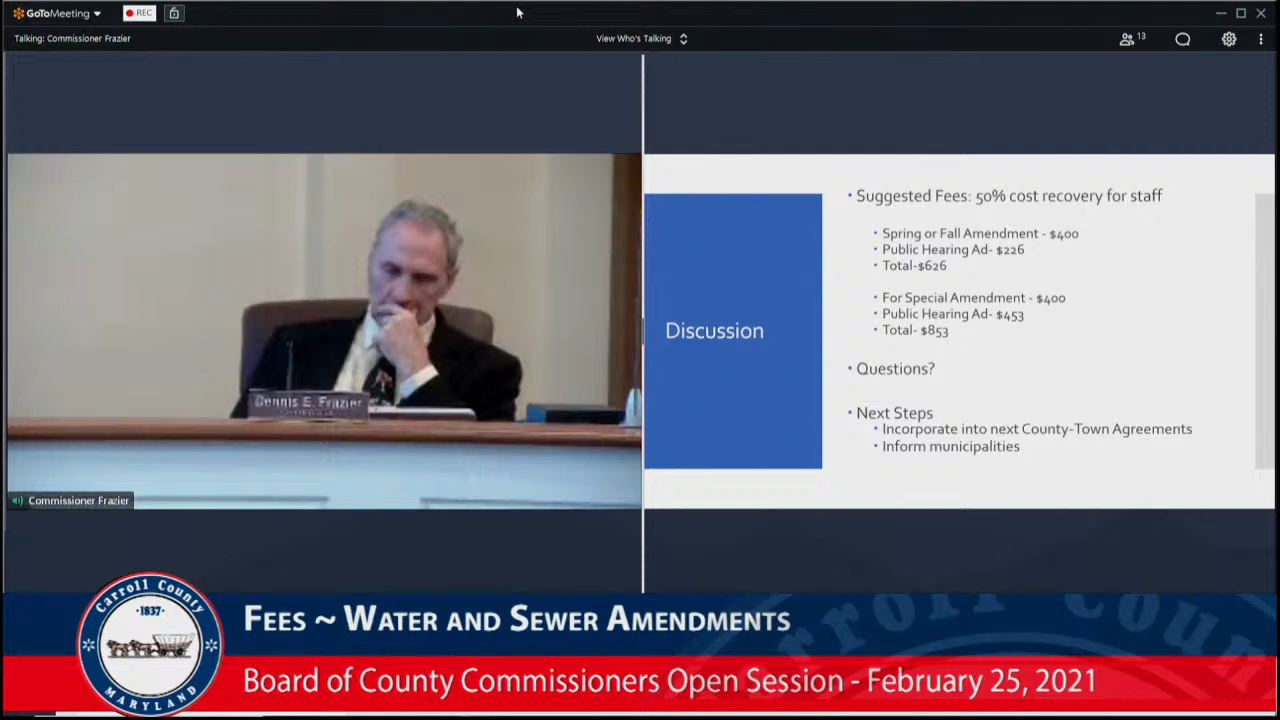 GoToMeeting
REC
Talking: Commissioner Frazier
View Who's Talking
13
• Suggested Fees: 50% cost recovery for staff
• Spring or Fall Amendment - $400
• Public Hearing Ad- $226
• Total-$626
• For Special Amendment - $400
• Public Hearing Ad- $453
• Total- $853
Discussion
• Questions?
• Next Steps
• Incorporate into next County-Town Agreements
• Inform municipalities
Dennis E. Frazier
Commissioner Frazier
Carroll County
·1837·
MARYLAND
Fees ~ Water and Sewer Amendments
Board of County Commissioners Open Session - February 25, 2021